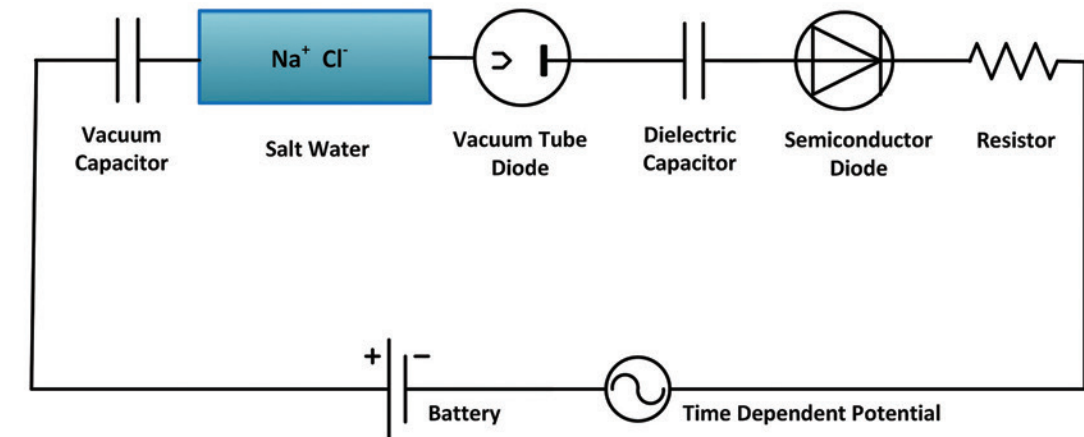 Na⁺ Cl⁻
Vacuum
Capacitor
Salt Water
Vacuum Tube
Diode
Dielectric
Capacitor
Semiconductor
Diode
Resistor
+ −
Battery
Time Dependent Potential